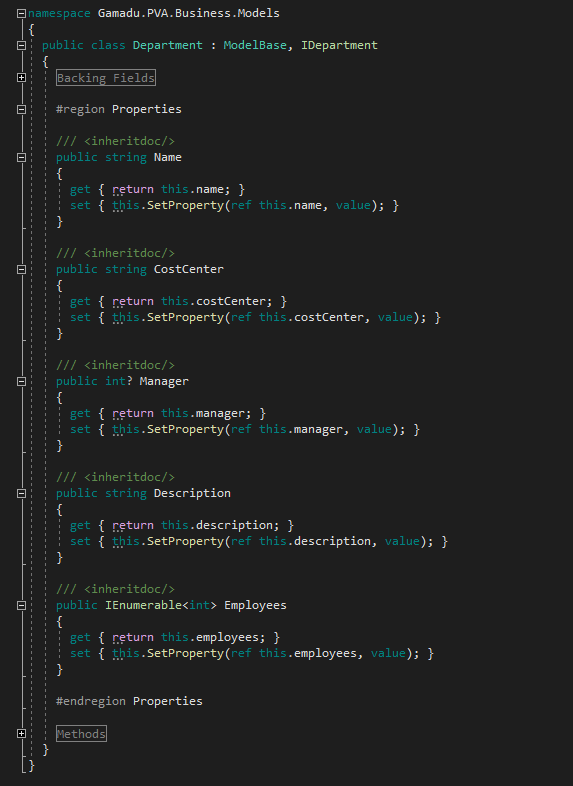 namespace Gamadu.PVA.Business.Models
{
public class Department : ModelBase, IDepartment
{
Backing Fields
#region Properties
/// <inheritdoc/>
public string Name
{
get { return this.name; }
set { this.SetProperty(ref this.name, value); }
}
/// <inheritdoc/>
public string CostCenter
{
get { return this.costCenter; }
set { this.SetProperty(ref this.costCenter, value); }
}
/// <inheritdoc/>
public int? Manager
{
get { return this.manager; }
set { this.SetProperty(ref this.manager, value); }
}
/// <inheritdoc/>
public string Description
{
get { return this.description; }
set { this.SetProperty(ref this.description, value); }
}
/// <inheritdoc/>
public IEnumerable<int> Employees
{
get { return this.employees; }
set { this.SetProperty(ref this.employees, value); }
}
#endregion Properties
Methods
}
}